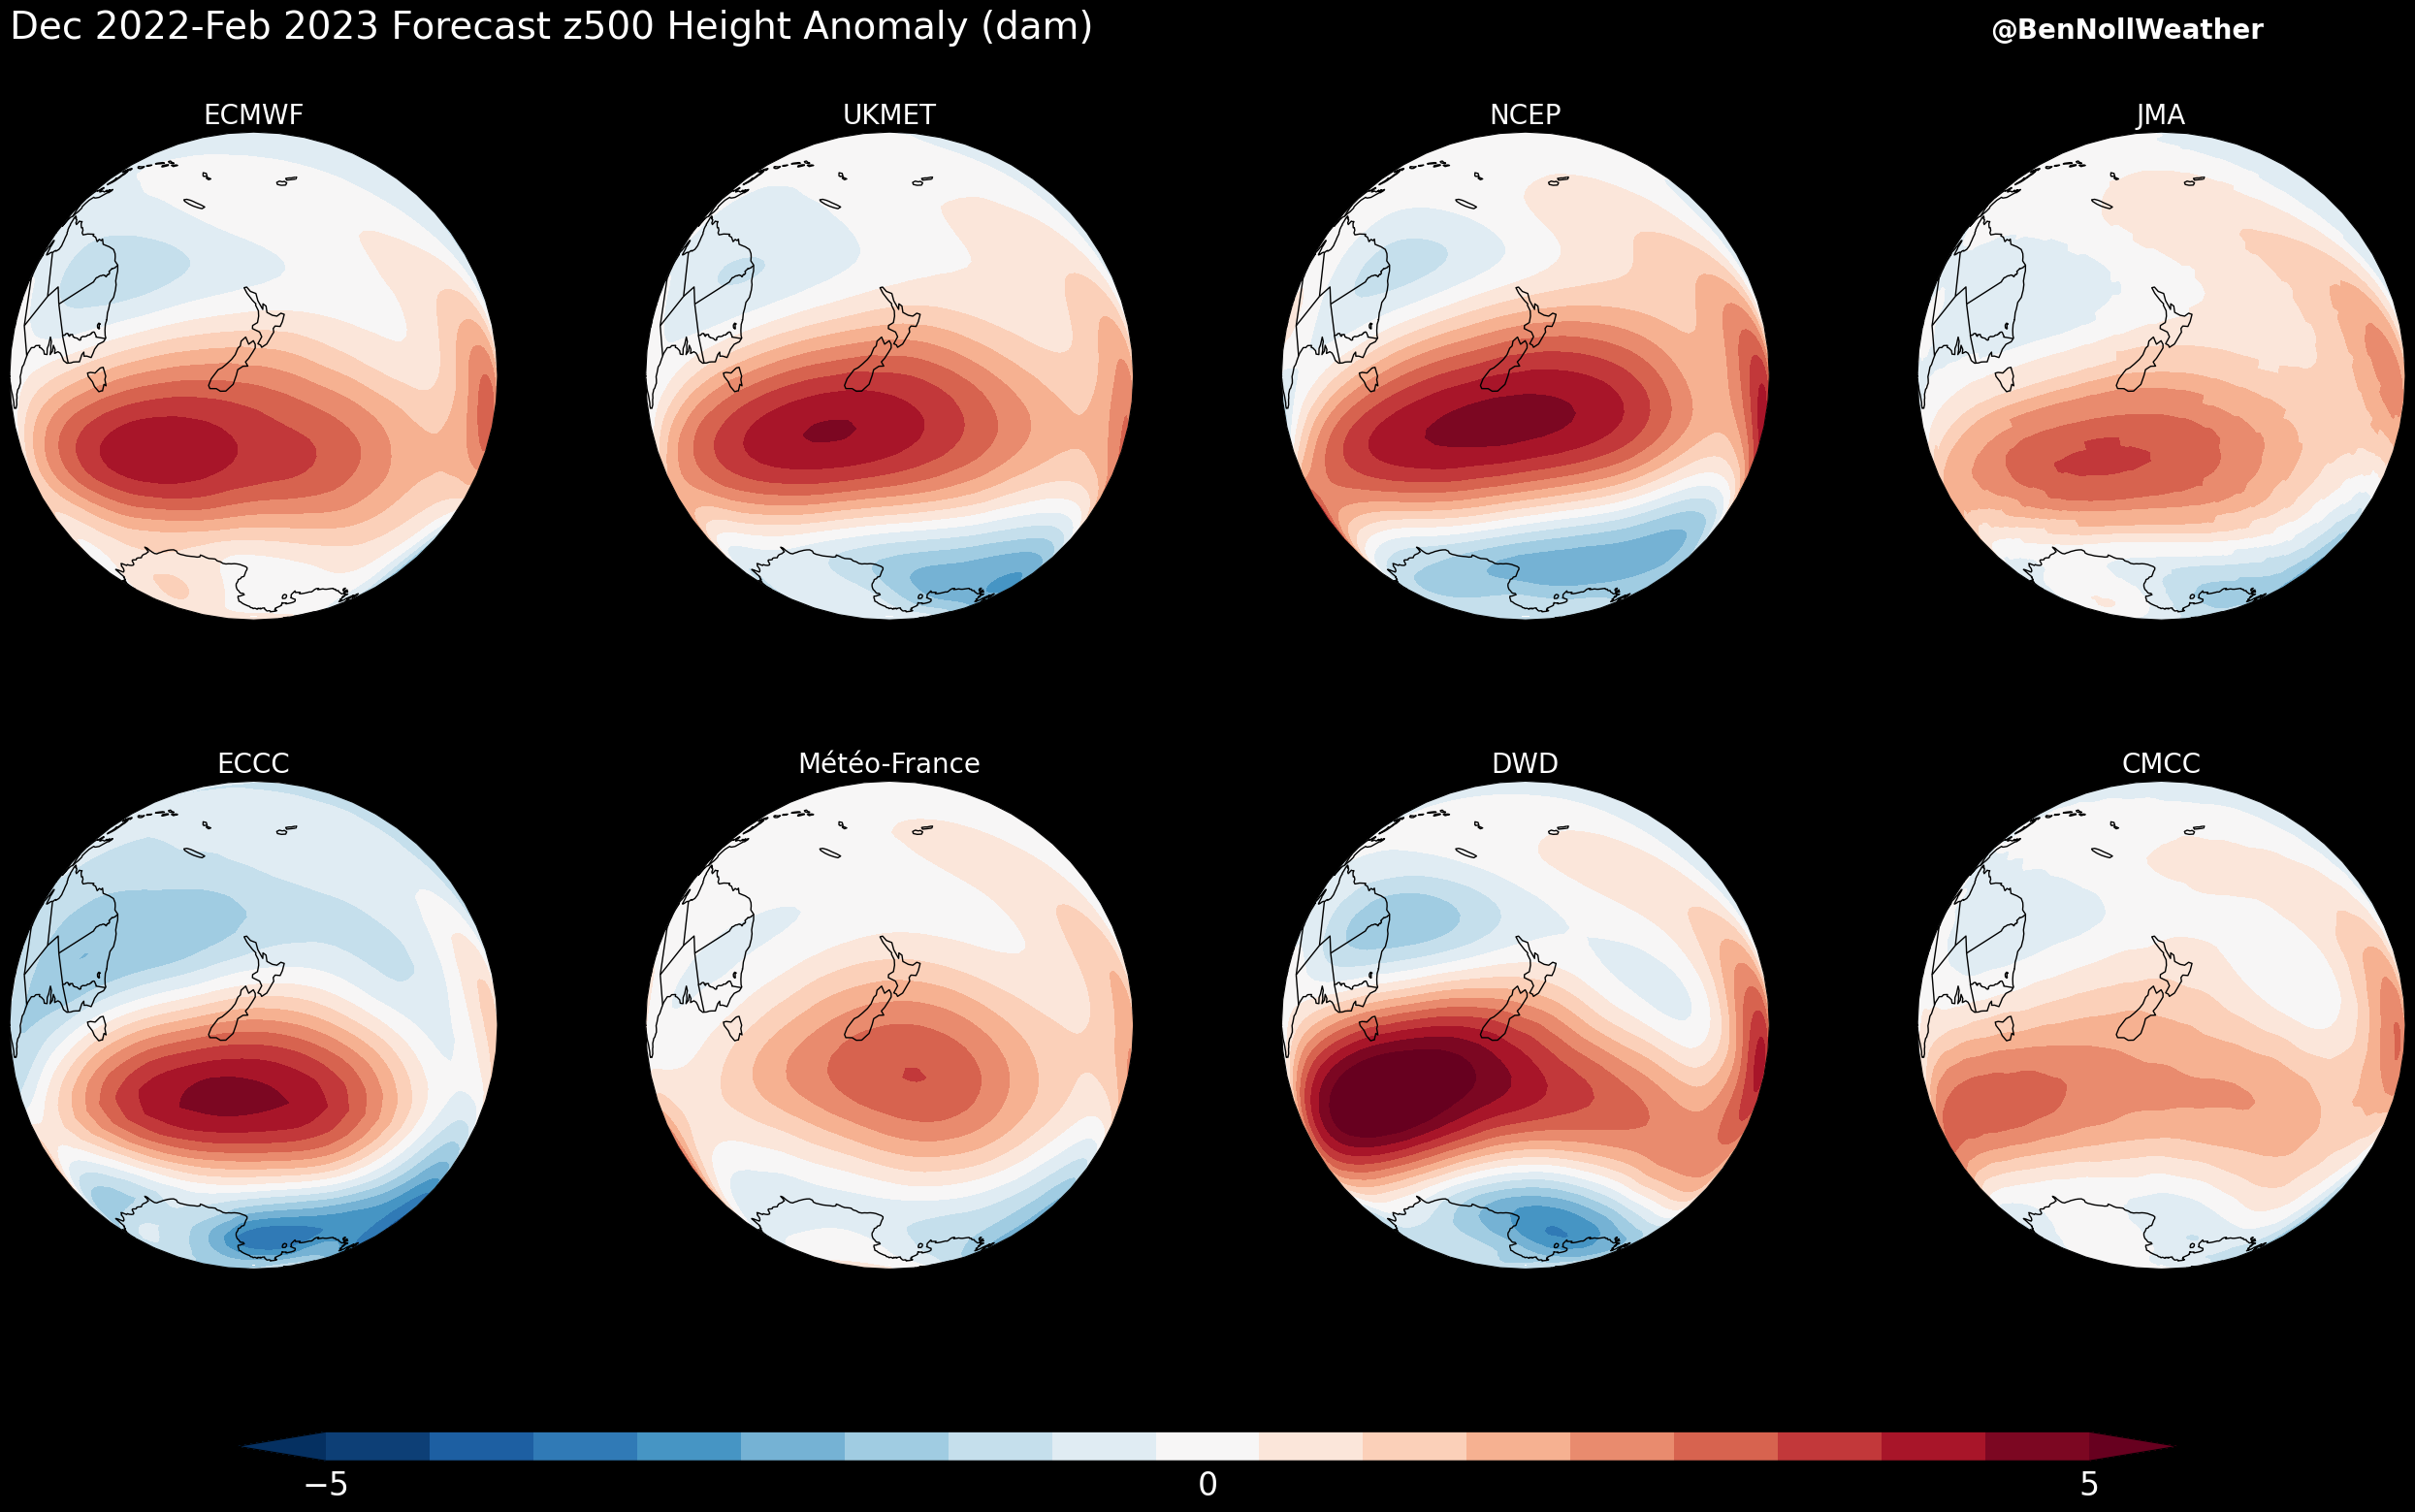 Dec 2022-Feb 2023 Forecast z500 Height Anomaly (dam)
@BenNollWeather
ECMWF
UKMET
NCEP
JMA
ECCC
Météo-France
DWD
CMCC
−5
0
5